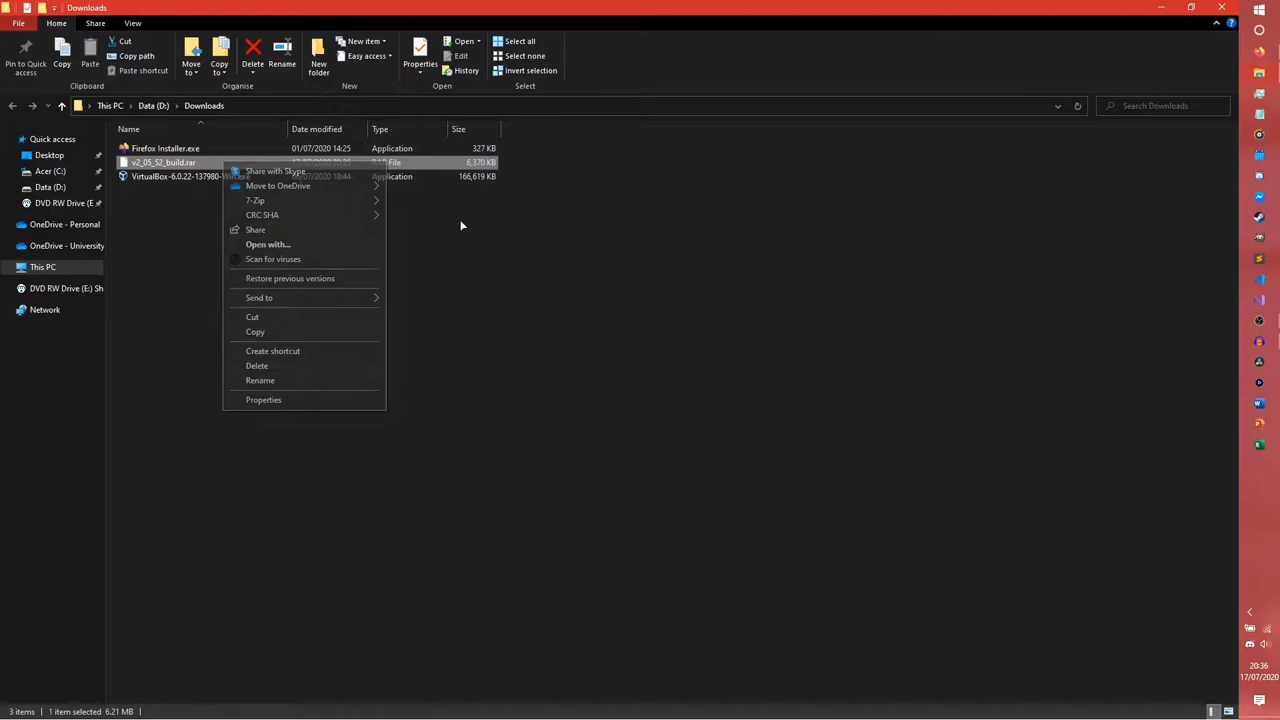 Downloads
File Home Share View
Pin to Quick access
Copy
Paste
Cut
Copy path
Paste shortcut
Clipboard
Move to
Copy to
Delete
Rename
Organise
New folder
New item
Easy access
New
Properties
Open
Edit
History
Open
Select all
Select none
Invert selection
Select
This PC Data (D:) Downloads
Search Downloads
Name Date modified Type Size
Firefox Installer.exe 01/07/2020 14:25 Application 327 KB
v2_05_52_build.rar File 6,370 KB
VirtualBox-6.0.22-137980-Win.exe 18:44 Application 166,619 KB
Quick access
Desktop
Acer (C:)
Data (D:)
DVD RW Drive (E
OneDrive - Personal
OneDrive - University
This PC
DVD RW Drive (E:) Sh
Network
Share with Skype
Move to OneDrive
7-Zip
CRC SHA
Share
Open with...
Scan for viruses
Restore previous versions
Send to
Cut
Copy
Create shortcut
Delete
Rename
Properties
20:36
17/07/2020
3 items 1 item selected 6.21 MB